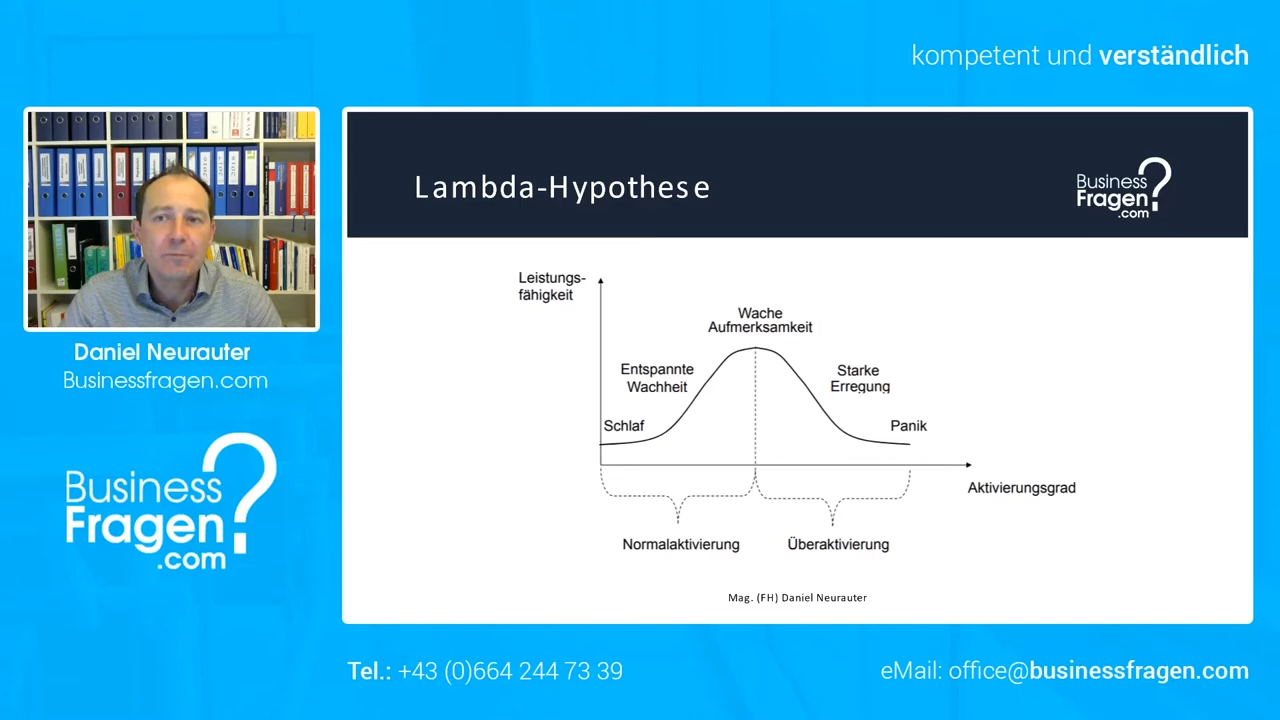 kompetent und verständlich
Lambda-Hypothese
Business
Fragen?
.com
Leistungs-
fähigkeit
Wache
Aufmerksamkeit
Entspannte
Wachheit
Starke
Erregung
Schlaf
Panik
Aktivierungsgrad
Normalaktivierung
Überaktivierung
Mag. (FH) Daniel Neurauter
Daniel Neurauter
Businessfragen.com
Business
Fragen?
.com
Tel.: +43 (0)664 244 73 39
eMail: office@businessfragen.com